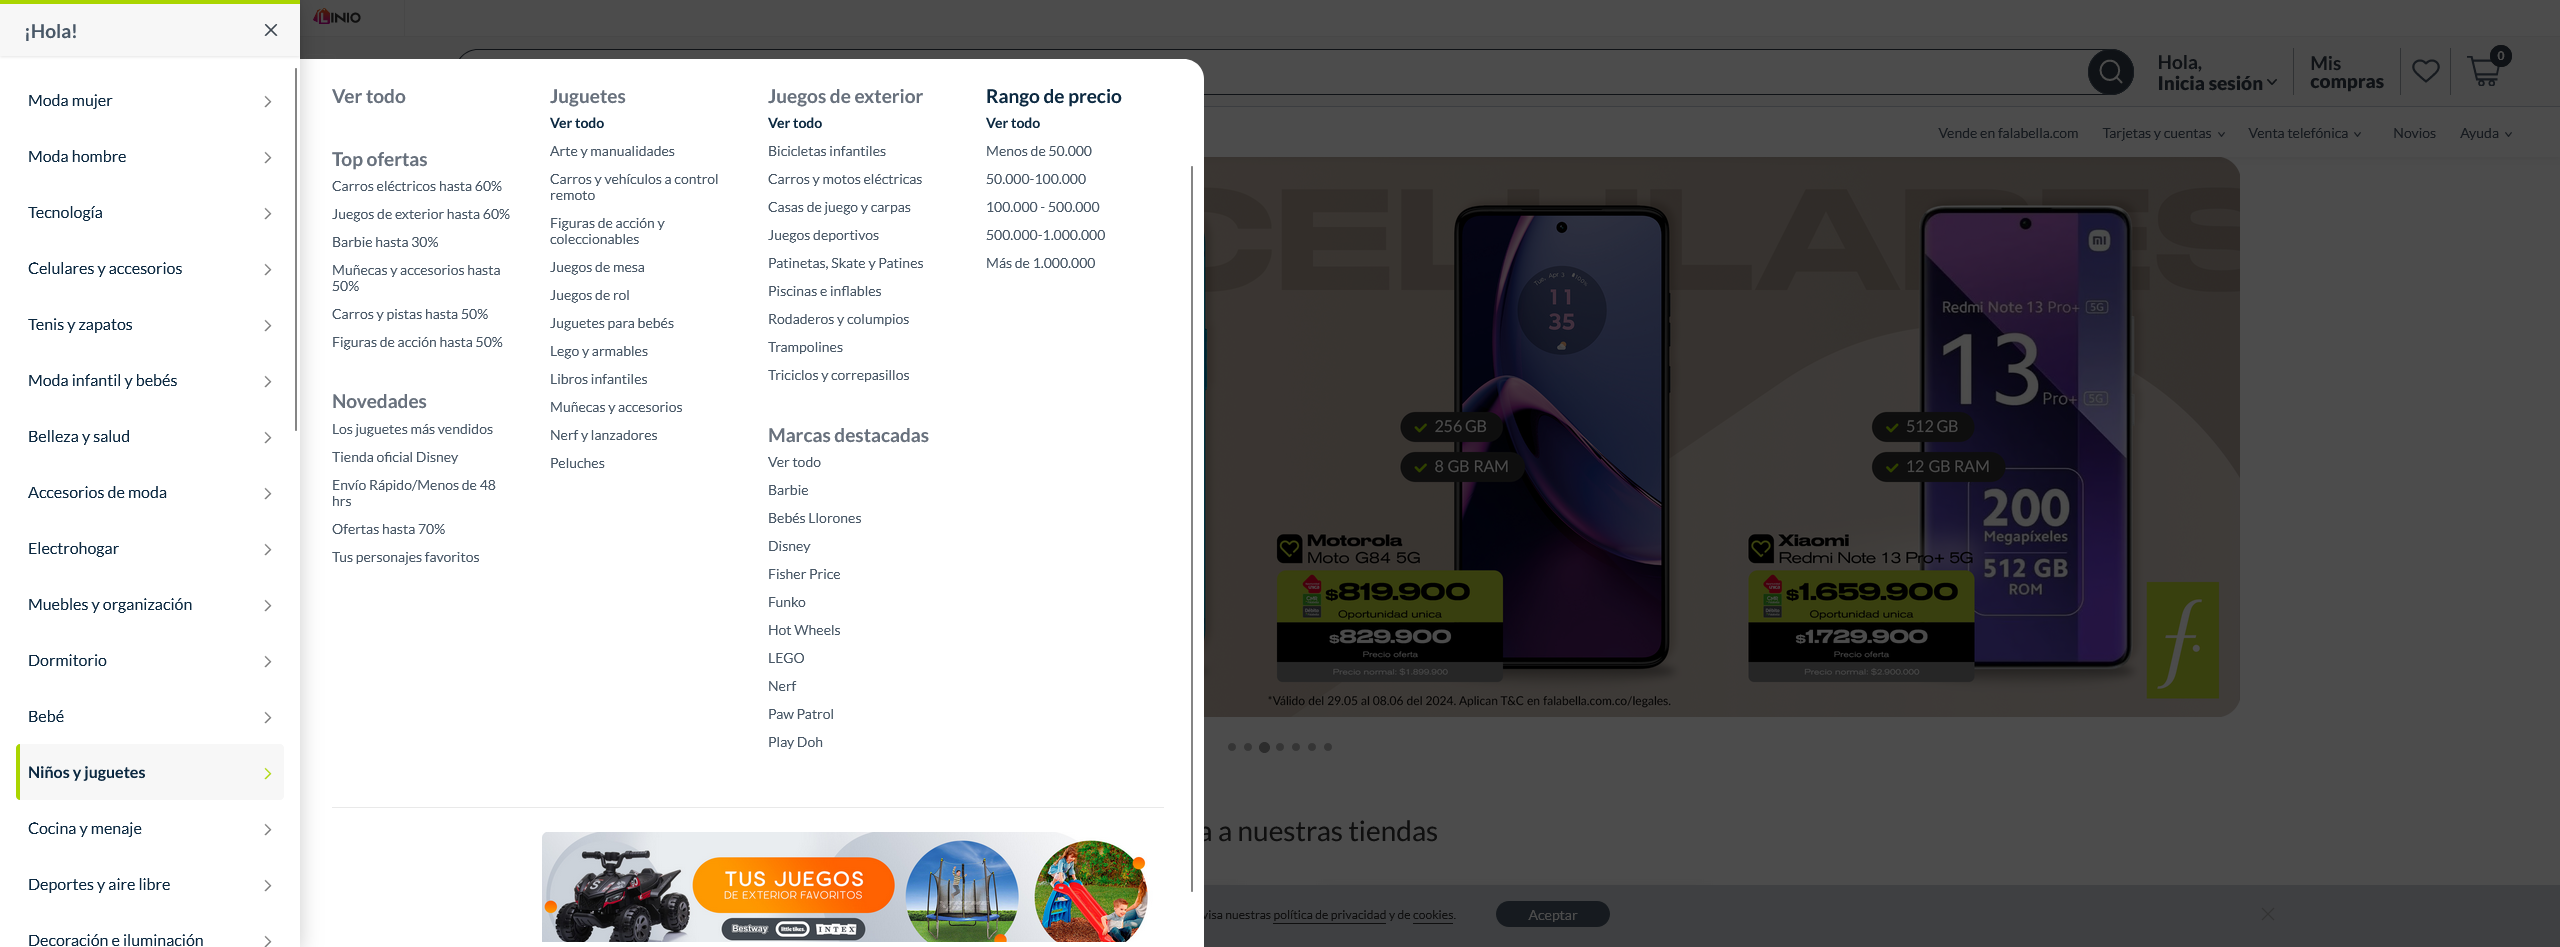 ¡Hola!
Moda mujer
Moda hombre
Tecnología
Celulares y accesorios
Tenis y zapatos
Moda infantil y bebés
Belleza y salud
Accesorios de moda
Electrohogar
Muebles y organización
Dormitorio
Bebé
Niños y juguetes
Cocina y menaje
Deportes y aire libre
Decoración e iluminación
LINIO
Ver todo
Top ofertas
Carros eléctricos hasta 60%
Juegos de exterior hasta 60%
Barbie hasta 30%
Muñecas y accesorios hasta
50%
Carros y pistas hasta 50%
Figuras de acción hasta 50%
Novedades
Los juguetes más vendidos
Tienda oficial Disney
Envío Rápido/Menos de 48
hrs
Ofertas hasta 70%
Tus personajes favoritos
Juguetes
Ver todo
Arte y manualidades
Carros y vehículos a control
remoto
Figuras de acción y
coleccionables
Juegos de mesa
Juegos de rol
Juguetes para bebés
Lego y armables
Libros infantiles
Muñecas y accesorios
Nerf y lanzadores
Peluches
Juegos de exterior
Ver todo
Bicicletas infantiles
Carros y motos eléctricas
Casas de juego y carpas
Juegos deportivos
Patinetas, Skate y Patines
Piscinas e inflables
Rodaderos y columpios
Trampolines
Triciclos y correpasillos
Marcas destacadas
Ver todo
Barbie
Bebés Llorones
Disney
Fisher Price
Funko
Hot Wheels
LEGO
Nerf
Paw Patrol
Play Doh
Rango de precio
Ver todo
Menos de 50.000
50.000-100.000
100.000 - 500.000
500.000-1.000.000
Más de 1.000.000
TUS JUEGOS
DE EXTERIOR FAVORITOS
Bestway little tikes. INTEX
Hola,
Inicia sesión
Mis
compras
0
Vende en falabella.com
Tarjetas y cuentas
Venta telefónica
Novios
Ayuda
CELULARES
11
35
256 GB
8 GB RAM
Motorola
Moto G84 5G
$819.900
Oportunidad unica
$829.900
Precio oferta
Precio normal: $1.899.900
mi
Redmi Note 13 Pro+ 5G
13
Pro+ 5G
512 GB
12 GB RAM
200
Megapíxeles
512 GB
ROM
Xiaomi
Redmi Note 13 Pro+ 5G
$1.659.900
Oportunidad unica
$1.729.900
Precio oferta
Precio normal: $2.900.000
f.
*Válido del 29.05 al 08.06 del 2024. Aplican T&C en falabella.com.co/legales.
a a nuestras tiendas
visa nuestras política de privacidad y de cookies.
Aceptar